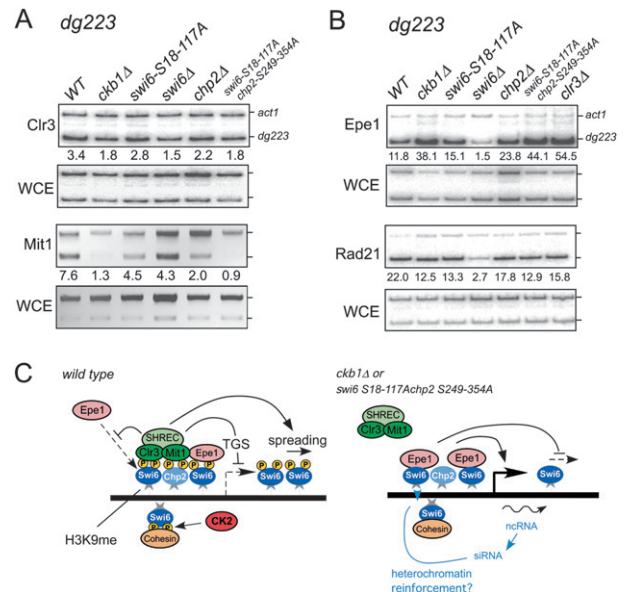 A dg223
WT ckb1Δ swi6-S18-117A swi6Δ chp2Δ swi6-S18-117A chp2-S249-354A
Clr3 act1
dg223
3.4 1.8 2.8 1.5 2.2 1.8
WCE
Mit1
7.6 1.3 4.5 4.3 2.0 0.9
WCE
B dg223
WT ckb1Δ swi6-S18-117A swi6Δ chp2Δ swi6-S18-117A chp2-S249-354A clr3Δ
Epe1 act1
dg223
11.8 38.1 15.1 1.5 23.8 44.1 54.5
WCE
Rad21
22.0 12.5 13.3 2.7 17.8 12.9 15.8
WCE
C wild type
Epe1
SHREC
Clr3 Mit1 Epe1
TGS
spreading
P P P P P P P P P P
Swi6 Chp2 Swi6 Swi6 Swi6
H3K9me
Swi6
P P
Cohesin
CK2
ckb1Δ or
swi6 S18-117Achp2 S249-354A
SHREC
Clr3 Mit1
Epe1 Epe1
Swi6 Chp2 Swi6 Swi6
Swi6
Cohesin
ncRNA
siRNA
heterochromatin
reinforcement?